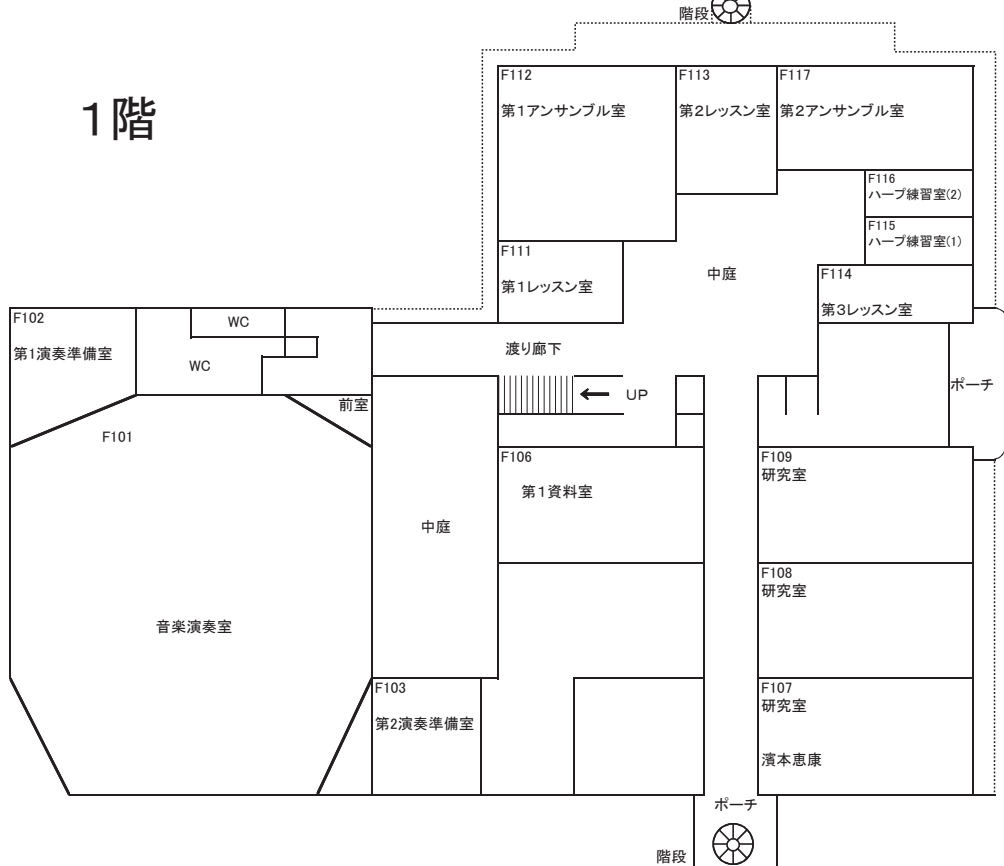 階段
1階
F112
第1アンサンブル室
F113
第2レッスン室
F117
第2アンサンブル室
F116
ハープ練習室(2)
F115
ハープ練習室(1)
F111
第1レッスン室
中庭
F114
第3レッスン室
F102
第1演奏準備室
WC
WC
渡り廊下
UP
ポーチ
前室
F101
F106
第1資料室
F109
研究室
中庭
F108
研究室
音楽演奏室
F103
第2演奏準備室
F107
研究室
濱本恵康
ポーチ
階段